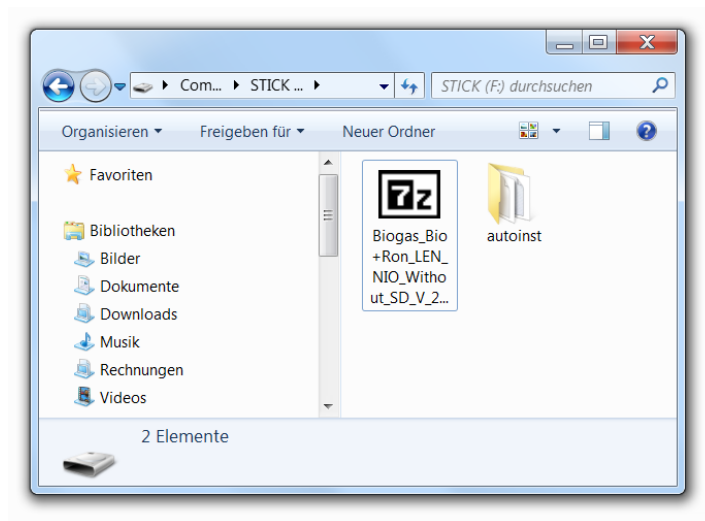 Com... STICK ... STICK (F:) durchsuchen
Organisieren Freigeben für Neuer Ordner
Favoriten
Bibliotheken
Bilder
Dokumente
Downloads
Musik
Rechnungen
Videos
7z
Biogas_Bio
+Ron_LEN_
NIO_Witho
ut_SD_V_2...
autoinst
2 Elemente